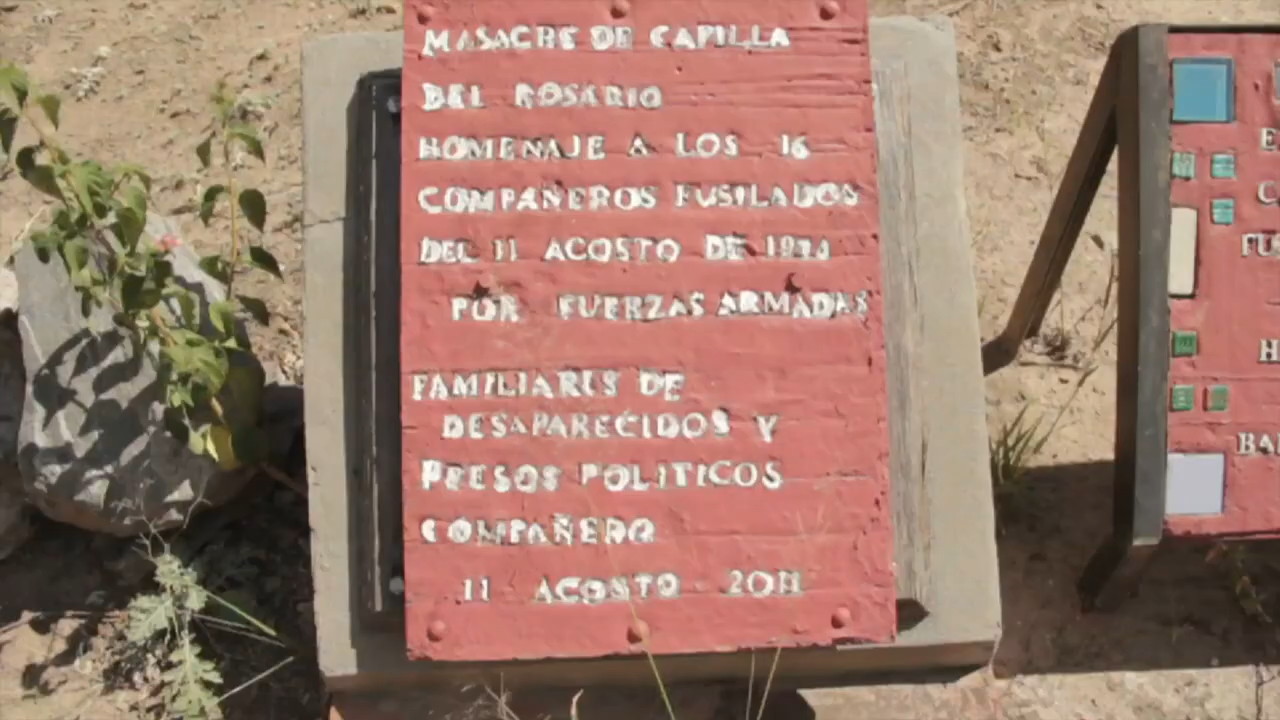 MASACRE DE CAPILLA
DEL ROSARIO
HOMENAJE A LOS 16
COMPAÑEROS FUSILADOS
DEL 11 AGOSTO DE
POR FUERZAS ARMADAS
FAMILIARES DE
DESAPARECIDOS Y
PRESOS POLITICOS
COMPAÑERO
11 AGOSTO 2011